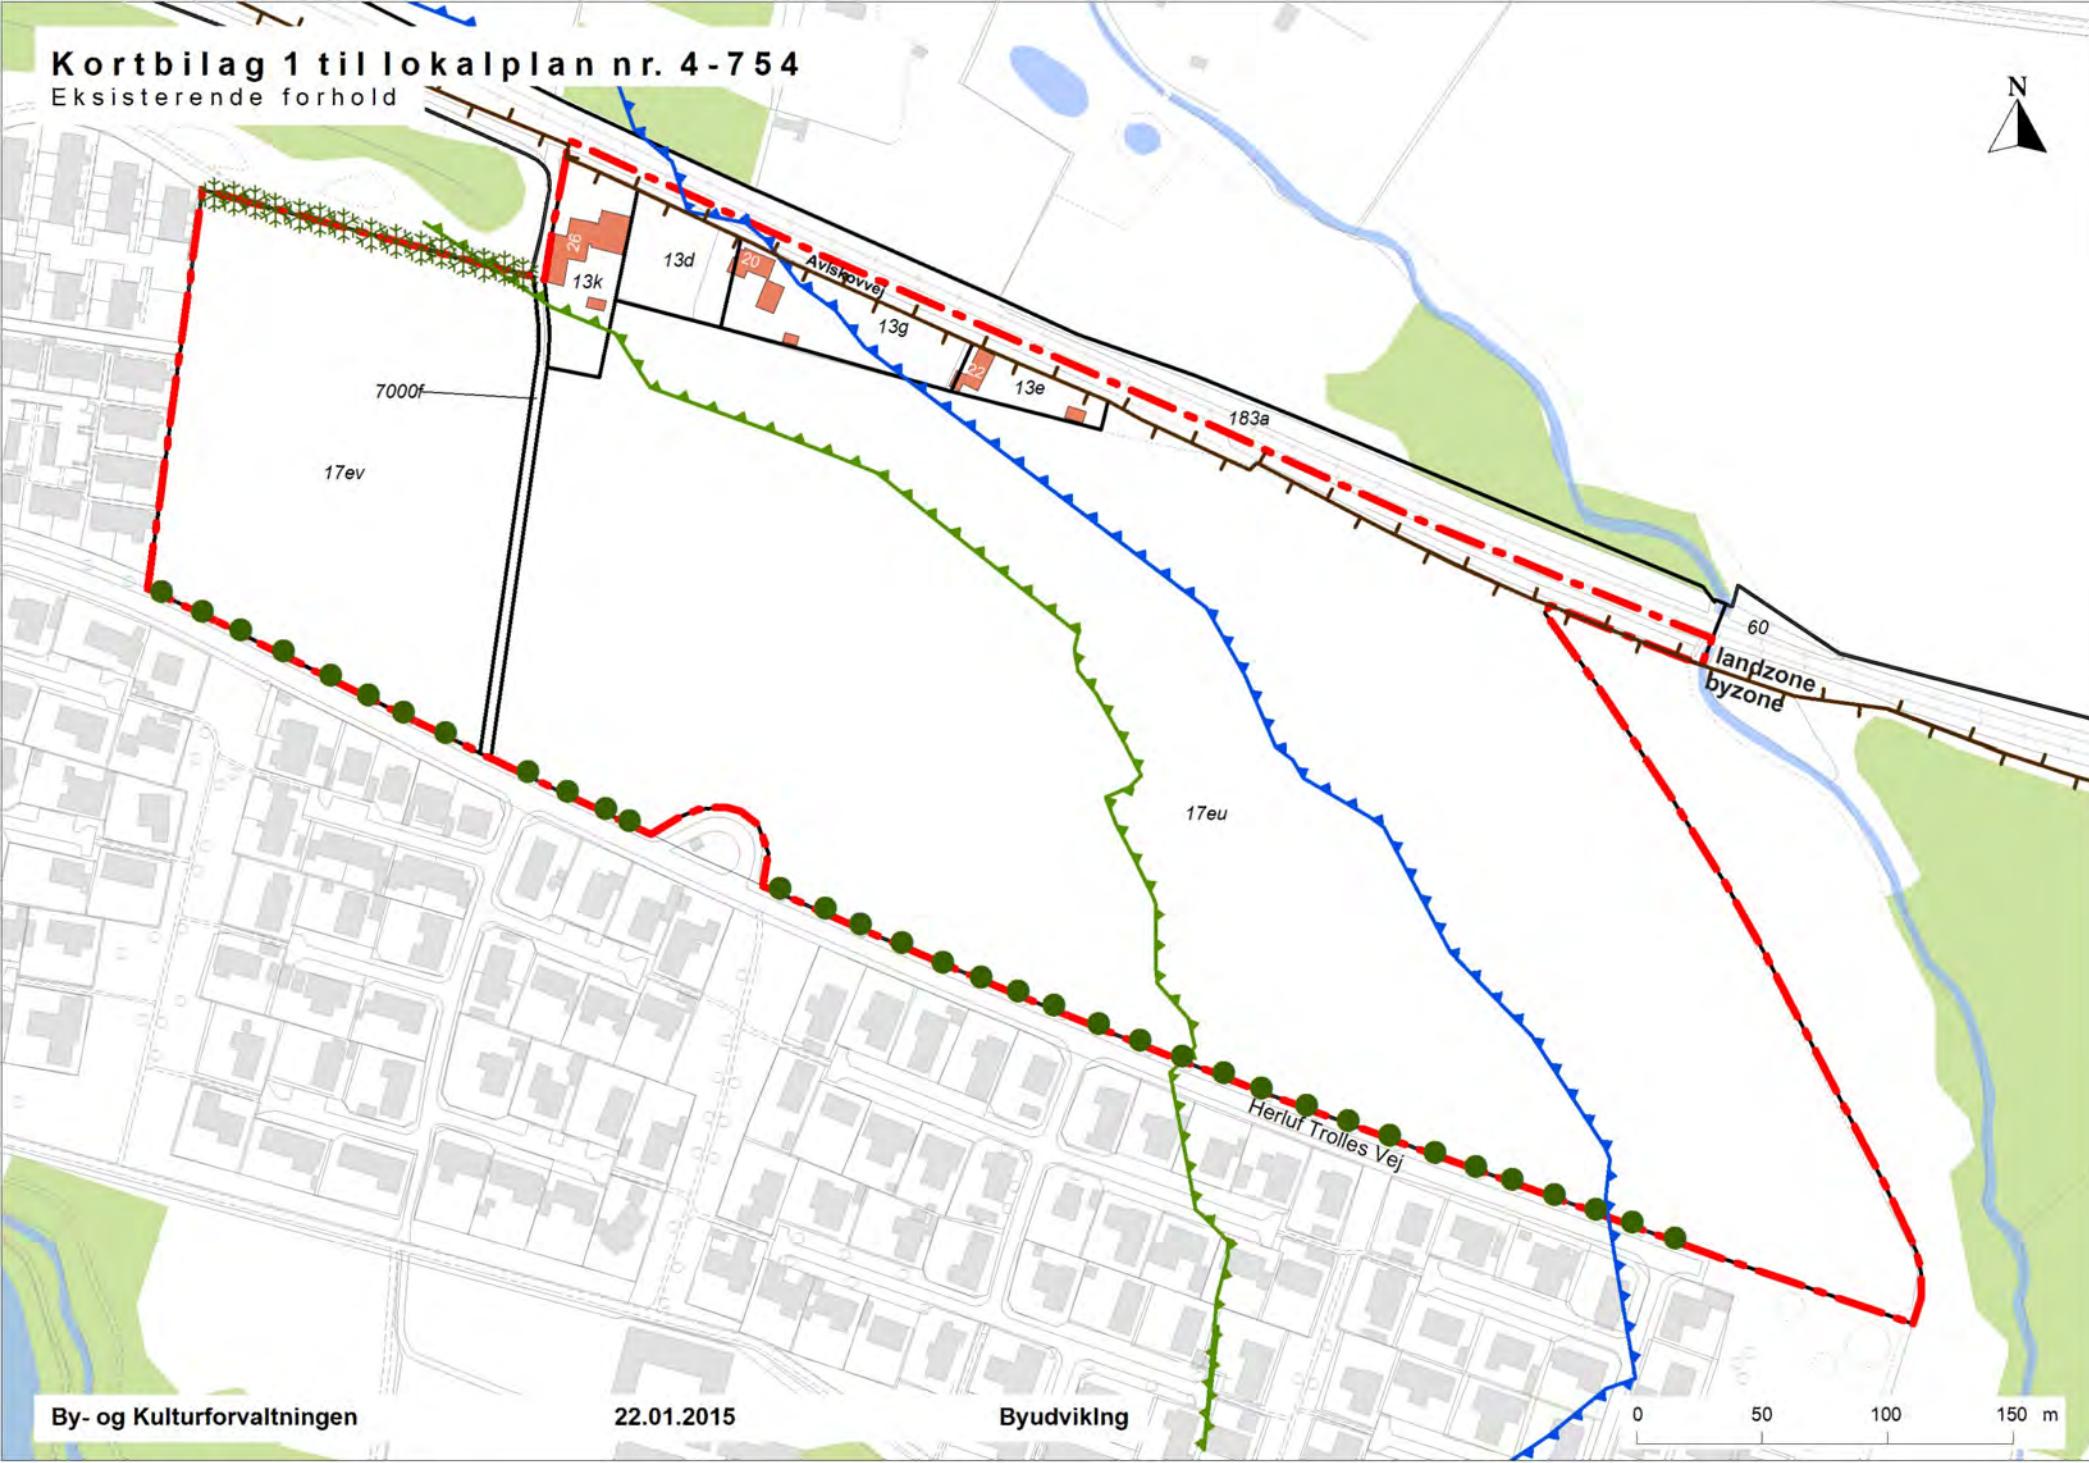 Kortbilag 1 til lokalplan nr. 4-754
Eksisterende forhold
N
26
13k
13d
20
Avlskovvej
13g
22
13e
183a
7000f
17ev
60
landzone
byzone
17eu
Herluf Trolles Vej
By- og Kulturforvaltningen
22.01.2015
Byudvikling
0 50 100 150 m